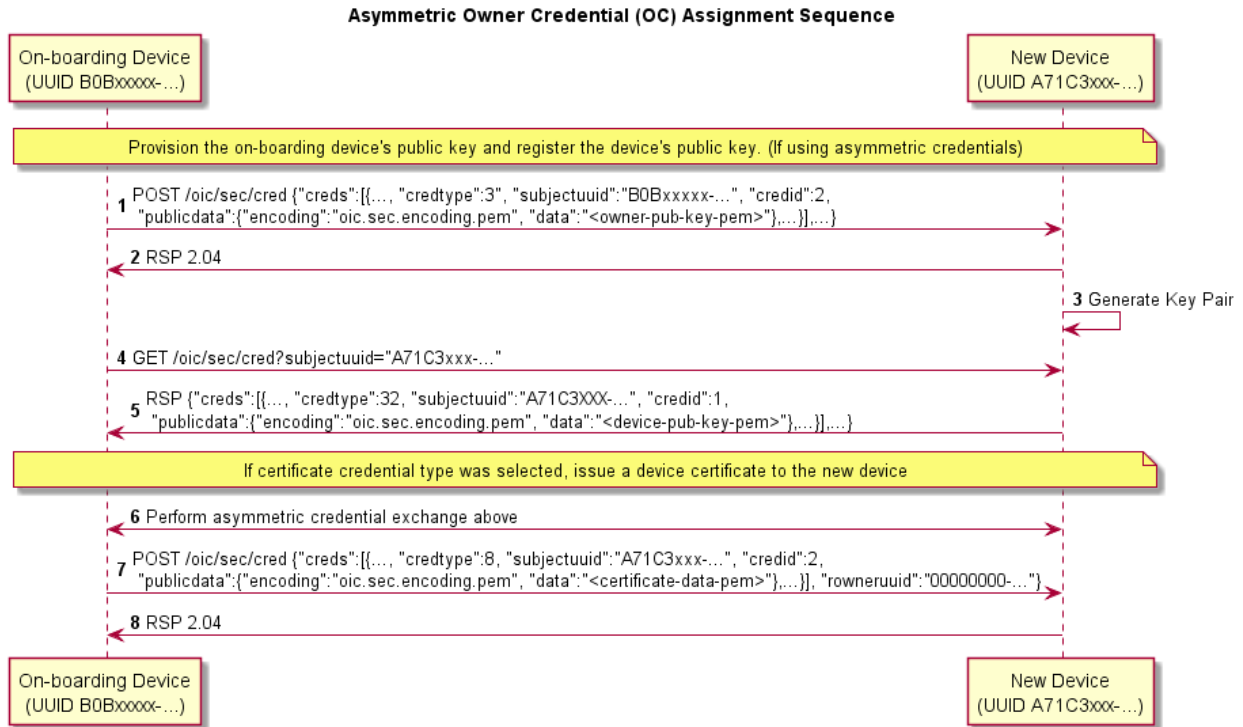 Asymmetric Owner Credential (OC) Assignment Sequence
On-boarding Device
(UUID B0Bxxxxx-...)
New Device
(UUID A71C3xxx-...)
Provision the on-boarding device's public key and register the device's public key. (If using asymmetric credentials)
1 POST /oic/sec/cred {"creds":[{..., "credtype":3", "subjectuuid":"B0Bxxxxx-...", "credid":2,
"publicdata":{"encoding":"oic.sec.encoding.pem", "data":"<owner-pub-key-pem>"},...}],...}
2 RSP 2.04
3 Generate Key Pair
4 GET /oic/sec/cred?subjectuuid="A71C3xxx-..."
5 RSP {"creds":[{..., "credtype":32, "subjectuuid":"A71C3XXX-...", "credid":1,
"publicdata":{"encoding":"oic.sec.encoding.pem", "data":"<device-pub-key-pem>"},...}],...}
If certificate credential type was selected, issue a device certificate to the new device
6 Perform asymmetric credential exchange above
7 POST /oic/sec/cred {"creds":[{..., "credtype":8, "subjectuuid":"A71C3xxx-...", "credid":2,
"publicdata":{"encoding":"oic.sec.encoding.pem", "data":"<certificate-data-pem>"},...}], "rowneruuid":"00000000-..."}
8 RSP 2.04
On-boarding Device
(UUID B0Bxxxxx-...)
New Device
(UUID A71C3xxx-...)